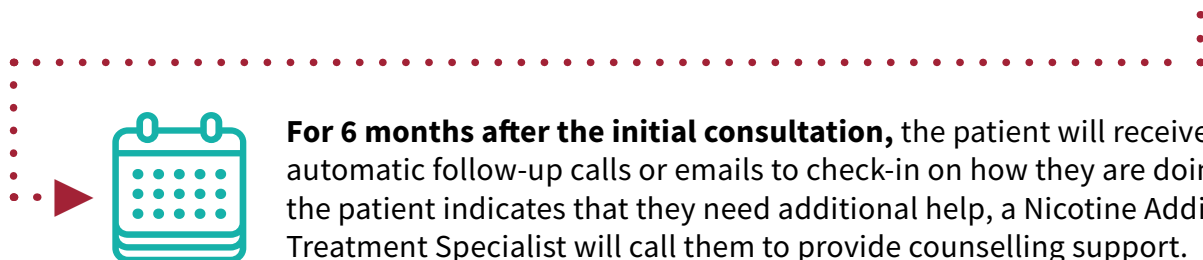 For 6 months after the initial consultation, the patient will receive
automatic follow-up calls or emails to check-in on how they are
the patient indicates that they need additional help, a Nicotine
Treatment Specialist will call them to provide counselling support.